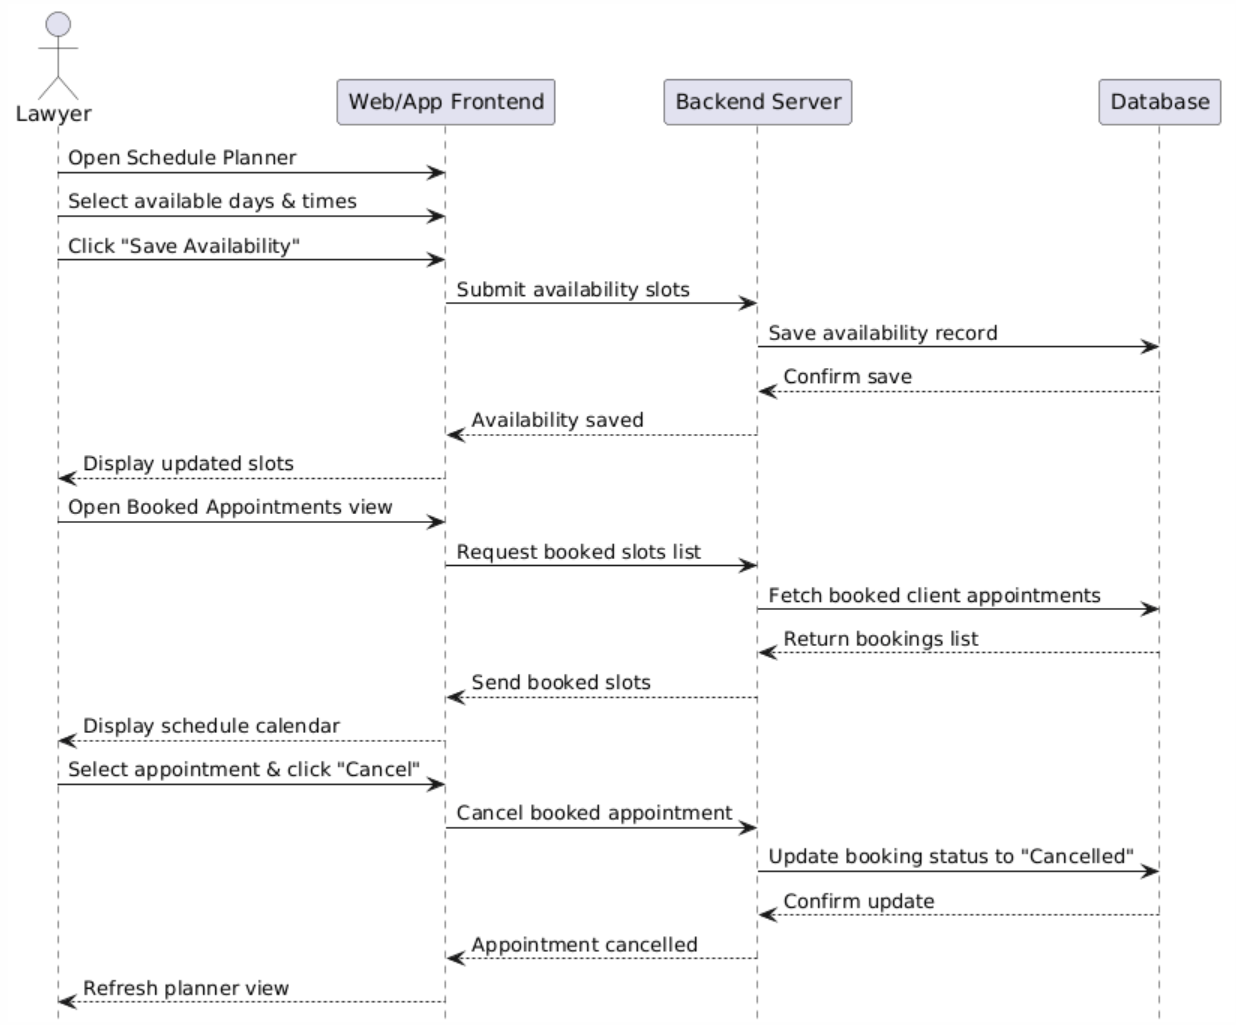 Lawyer
Web/App Frontend
Backend Server
Database
Open Schedule Planner
Select available days & times
Click "Save Availability"
Submit availability slots
Save availability record
Confirm save
Availability saved
Display updated slots
Open Booked Appointments view
Request booked slots list
Fetch booked client appointments
Return bookings list
Send booked slots
Display schedule calendar
Select appointment & click "Cancel"
Cancel booked appointment
Update booking status to "Cancelled"
Confirm update
Appointment cancelled
Refresh planner view